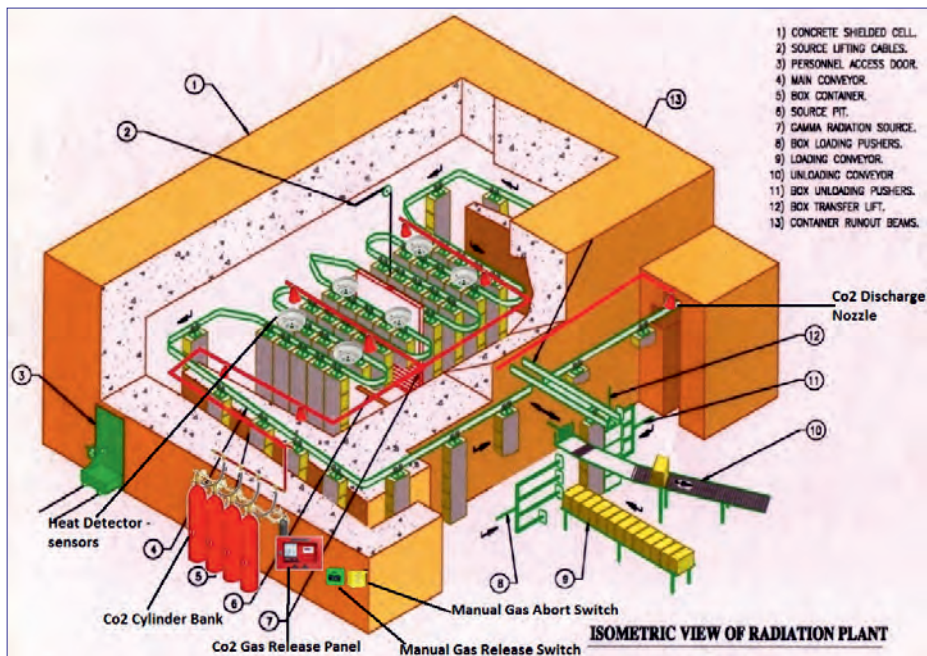 1) CONCRETE SHIELDED CELL.
2) SOURCE LIFTING CABLES.
3) PERSONNEL ACCESS DOOR.
4) MAIN CONVEYOR.
5) BOX CONTAINER.
6) SOURCE PIT.
7) GAMMA RADIATION SOURCE.
8) BOX LOADING PUSHERS.
9) LOADING CONVEYOR.
10) UNLOADING CONVEYOR
11) BOX UNLOADING PUSHERS.
12) BOX TRANSFER LIFT.
13) CONTAINER RUNOUT BEAMS.
1
13
2
Co2 Discharge
Nozzle
12
3
11
10
Heat Detector -
sensors
4
5
6
7
8
9
Co2 Cylinder Bank
Co2 Gas Release Panel
Manual Gas Abort Switch
Manual Gas Release Switch
ISOMETRIC VIEW OF RADIATION PLANT